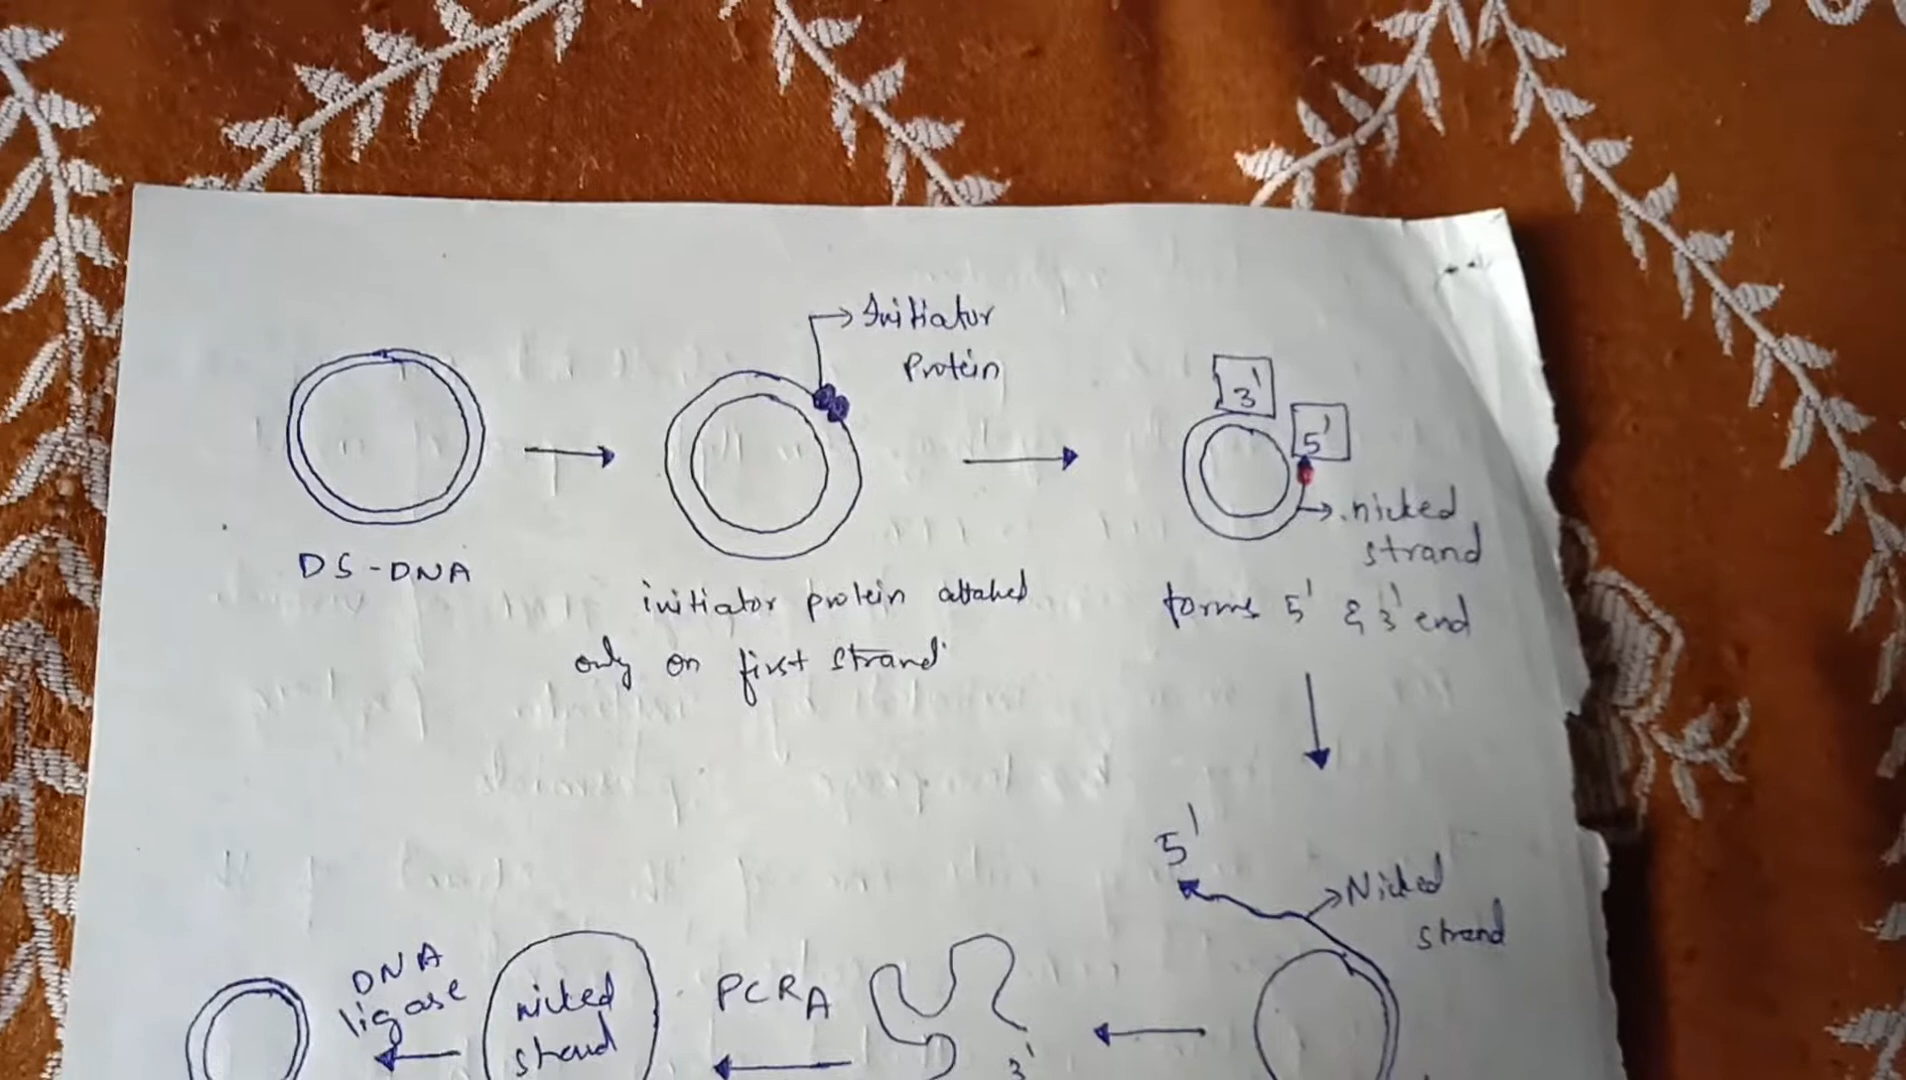 Initiator
Protein
3'
5'
nicked
strand
DS-DNA
initiator protein attahed
only on first strand
forms 5' & 3' end
5'
Nicked
strand
DNA
ligase
nicked
strand
PCRA
3'